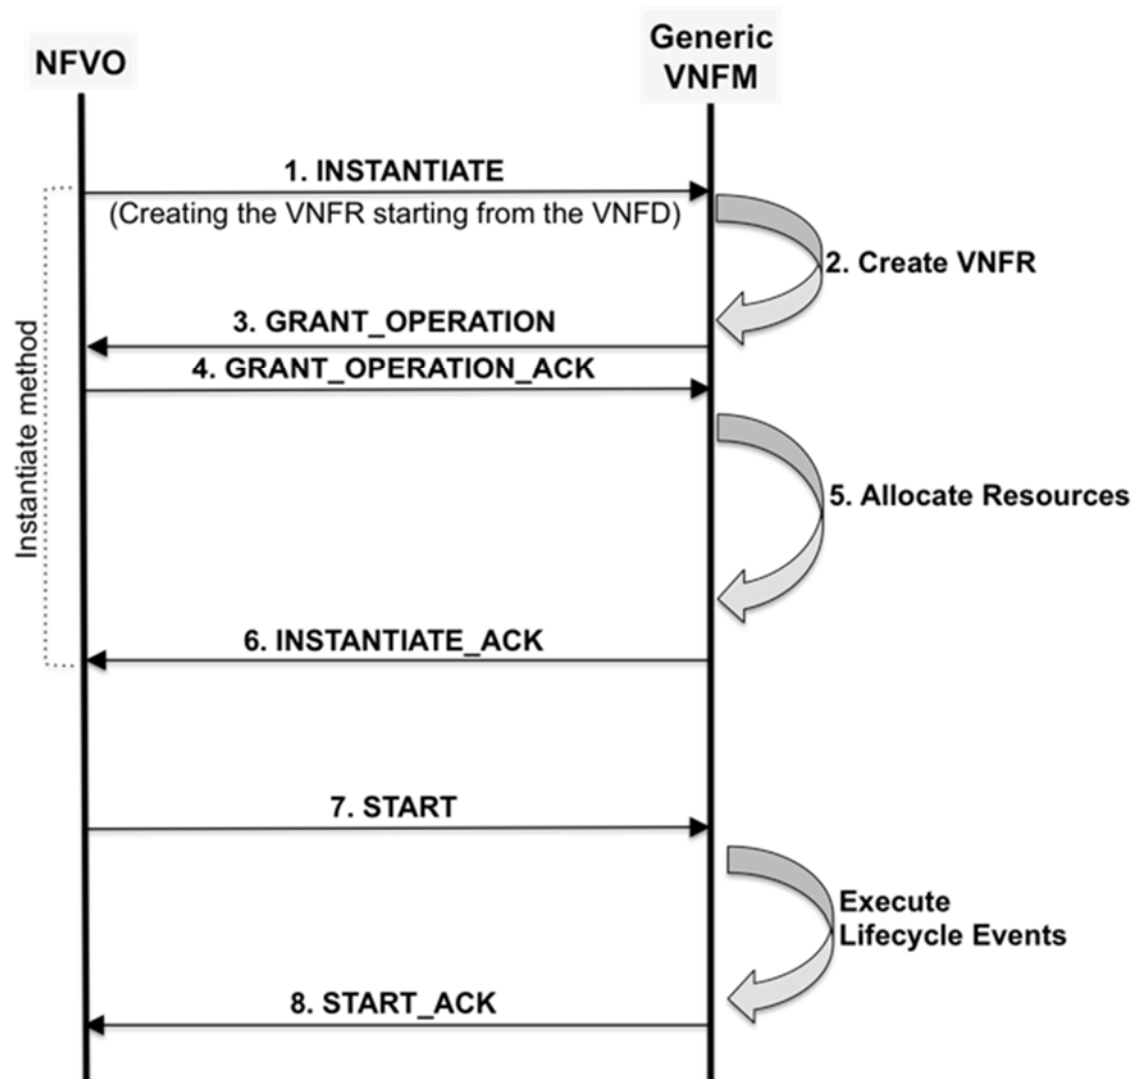 NFVO
Generic
VNFM
1. INSTANTIATE
(Creating the VNFR starting from the VNFD)
2. Create VNFR
3. GRANT_OPERATION
4. GRANT_OPERATION_ACK
Instantiate method
5. Allocate Resources
6. INSTANTIATE_ACK
7. START
Execute
Lifecycle Events
8. START_ACK